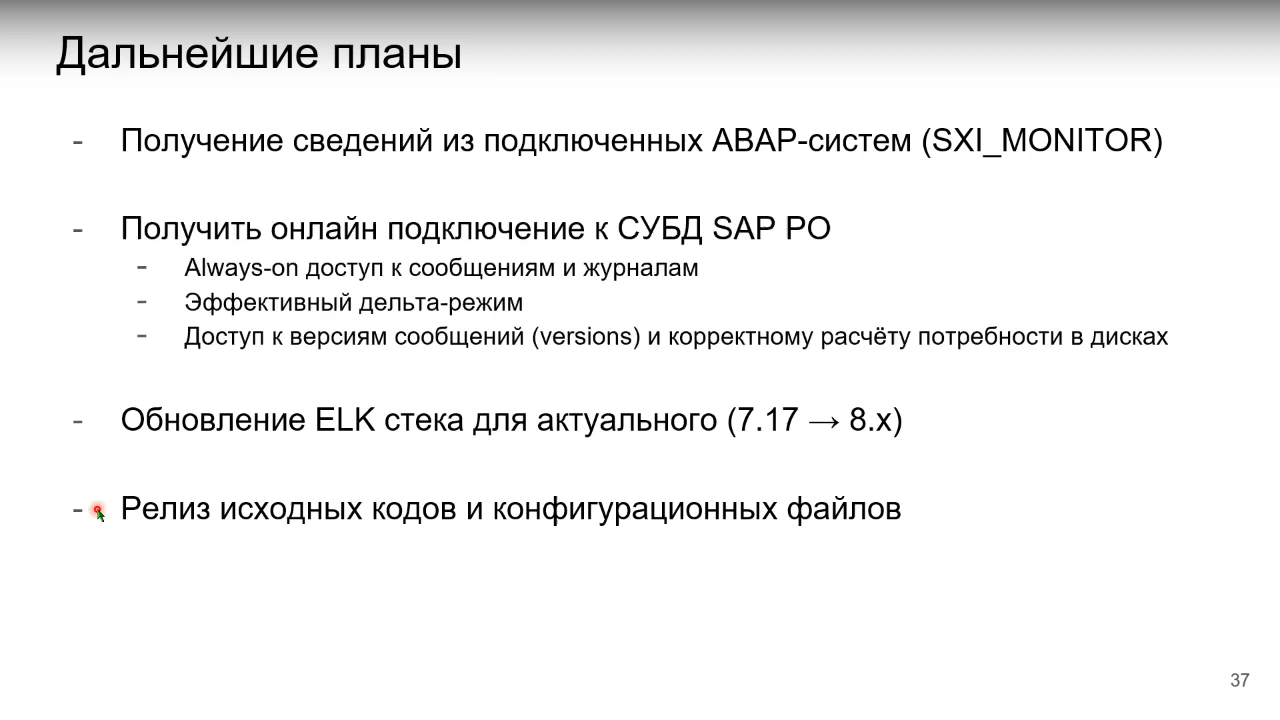 Дальнейшие планы
- Получение сведений из подключенных ABAP-систем (SXI_MONITOR)
- Получить онлайн подключение к СУБД SAP PO
- Always-on доступ к сообщениям и журналам
- Эффективный дельта-режим
- Доступ к версиям сообщений (versions) и корректному расчёту потребности в дисках
- Обновление ELK стека для актуального (7.17 → 8.x)
- Релиз исходных кодов и конфигурационных файлов
37